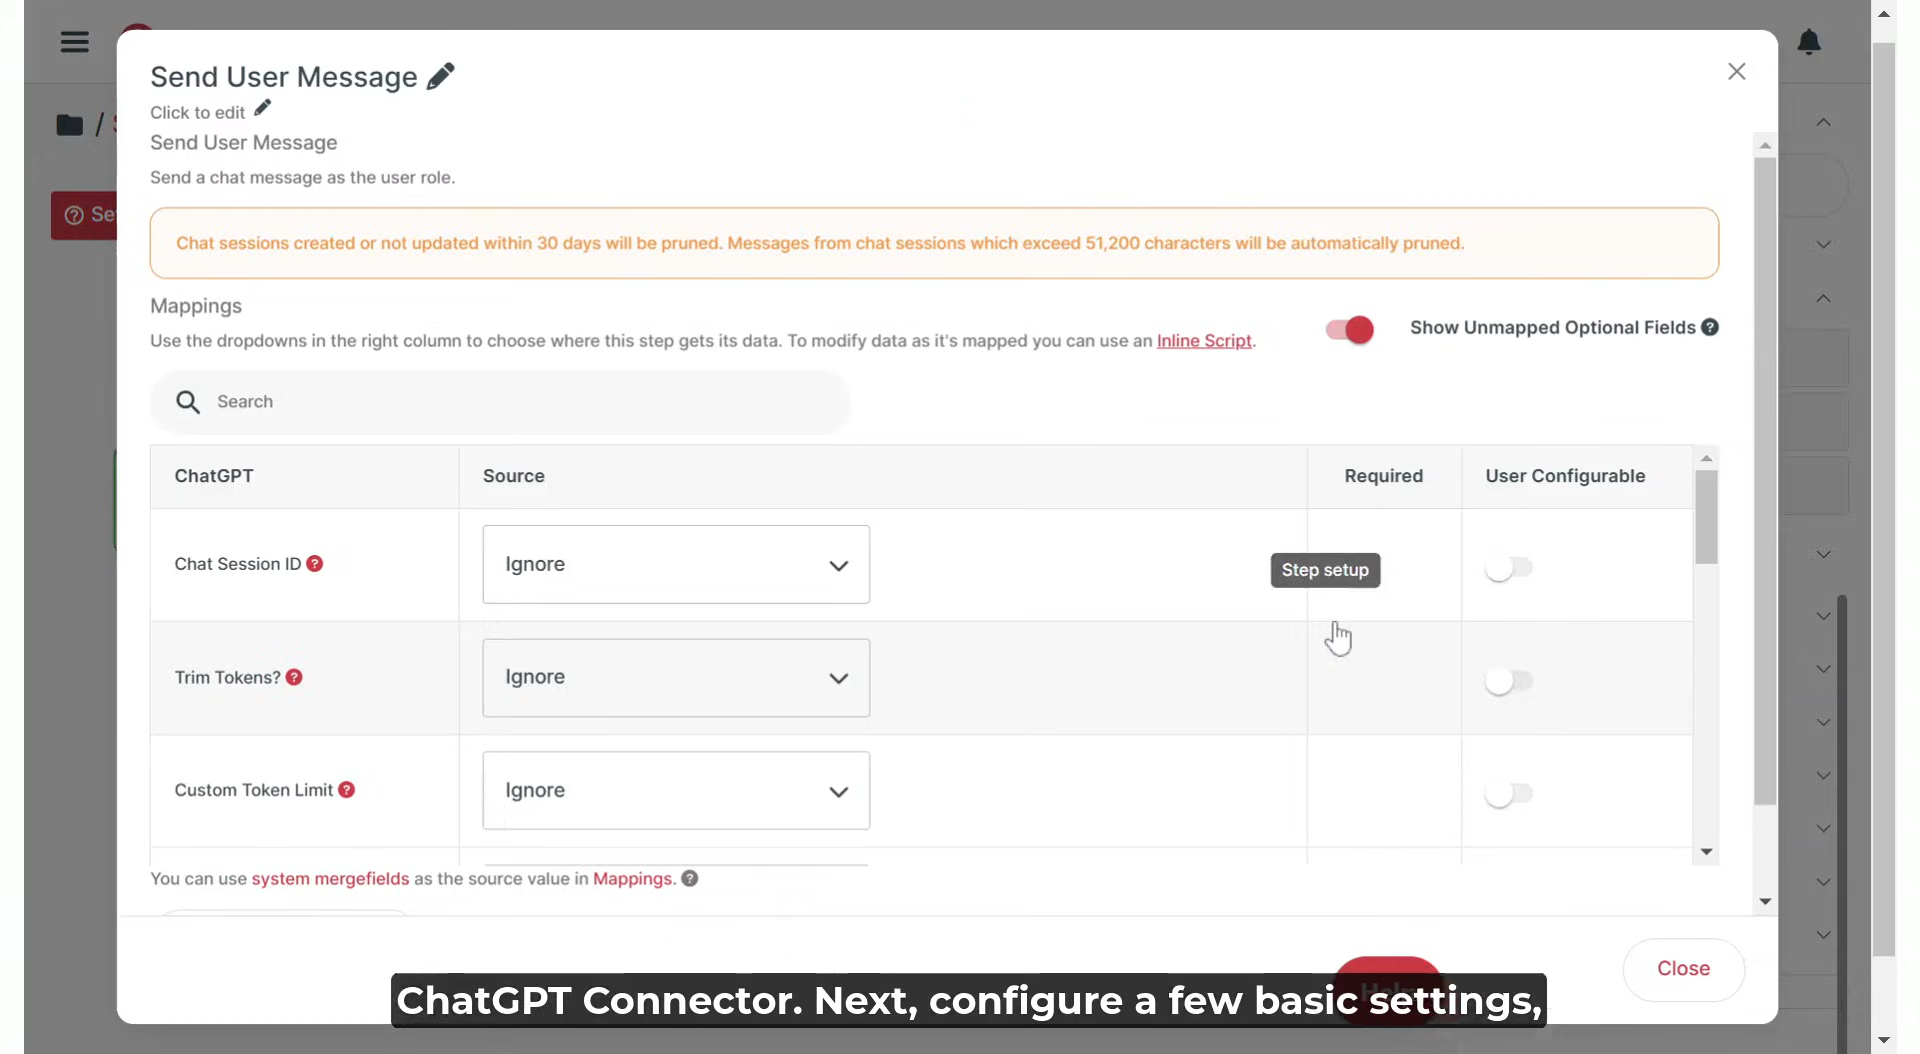 Send User Message
Click to edit
Send User Message
Send a chat message as the user role.
/
Se
Chat sessions created or not updated within 30 days will be pruned. Messages from chat sessions which exceed 51,200 characters will be automatically pruned.
Mappings
Use the dropdowns in the right column to choose where this step gets its data. To modify data as it's mapped you can use an Inline Script.
Show Unmapped Optional Fields
Search
ChatGPT Source Required User Configurable
Chat Session ID Ignore
Step setup
Trim Tokens? Ignore
Custom Token Limit Ignore
You can use system mergefields as the source value in Mappings.
Close
ChatGPT Connector. Next, configure a few basic settings,